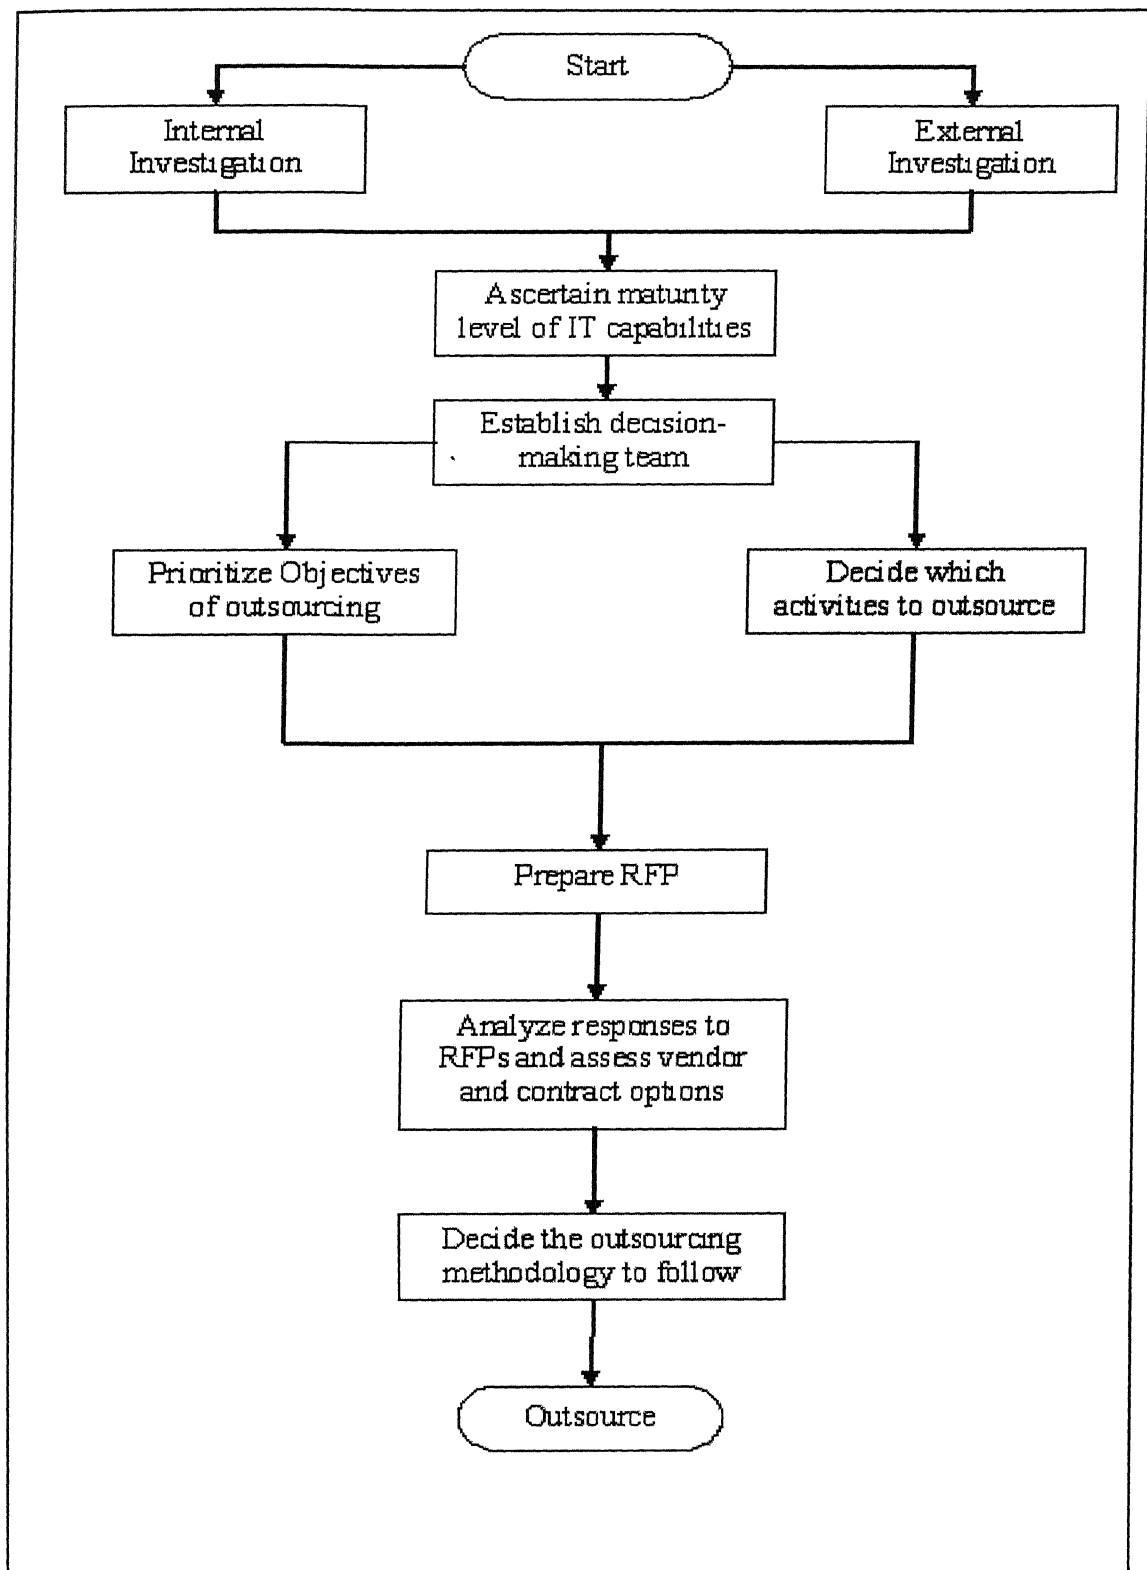 Start
Internal
Investigation
External
Investigation
Ascertain maturity
level of IT capabilities
Establish decision-
making team
Prioritize Objectives
of outsourcing
Decide which
activities to outsource
Prepare RFP
Analyze responses to
RFPs and assess vendor
and contract options
Decide the outsourcing
methodology to follow
Outsource